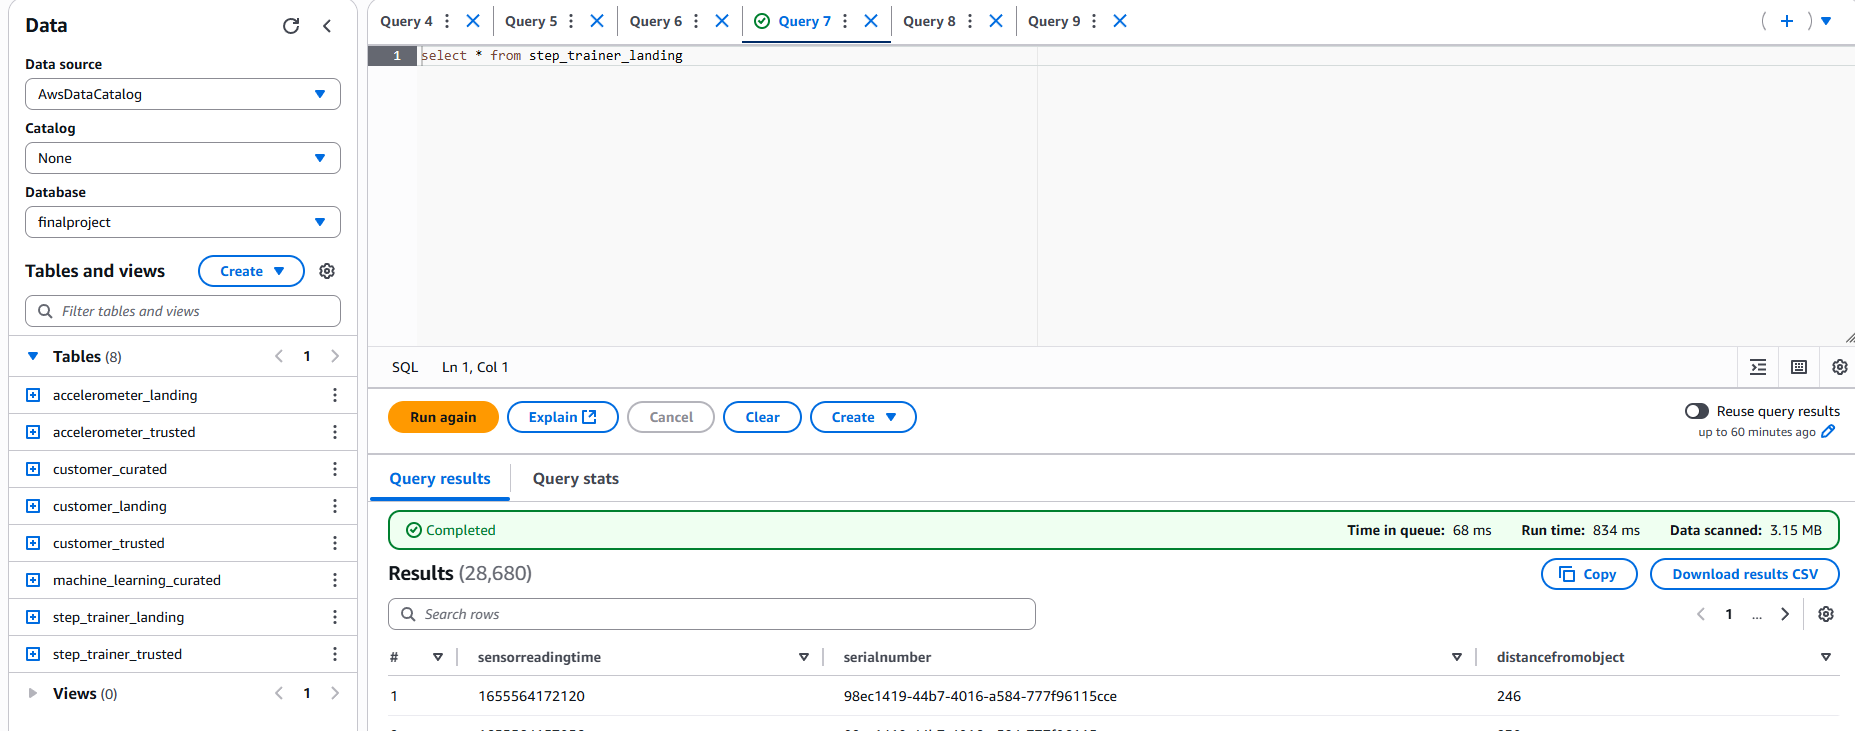 Data
Data source
AwsDataCatalog
Catalog
None
Database
finalproject
Tables and views
Create
Filter tables and views
Tables (8)
1
accelerometer_landing
accelerometer_trusted
customer_curated
customer_landing
customer_trusted
machine_learning_curated
step_trainer_landing
step_trainer_trusted
Views (0)
1
Query 4
Query 5
Query 6
Query 7
Query 8
Query 9
1 select * from step_trainer_landing
SQL Ln 1, Col 1
Run again
Explain
Cancel
Clear
Create
Reuse query results
up to 60 minutes ago
Query results
Query stats
Completed
Time in queue: 68 ms
Run time: 834 ms
Data scanned: 3.15 MB
Results (28,680)
Copy
Download results CSV
Search rows
1 ...
# sensorreadingtime serialnumber distancefromobject
1 1655564172120 98ec1419-44b7-4016-a584-777f96115cce 246